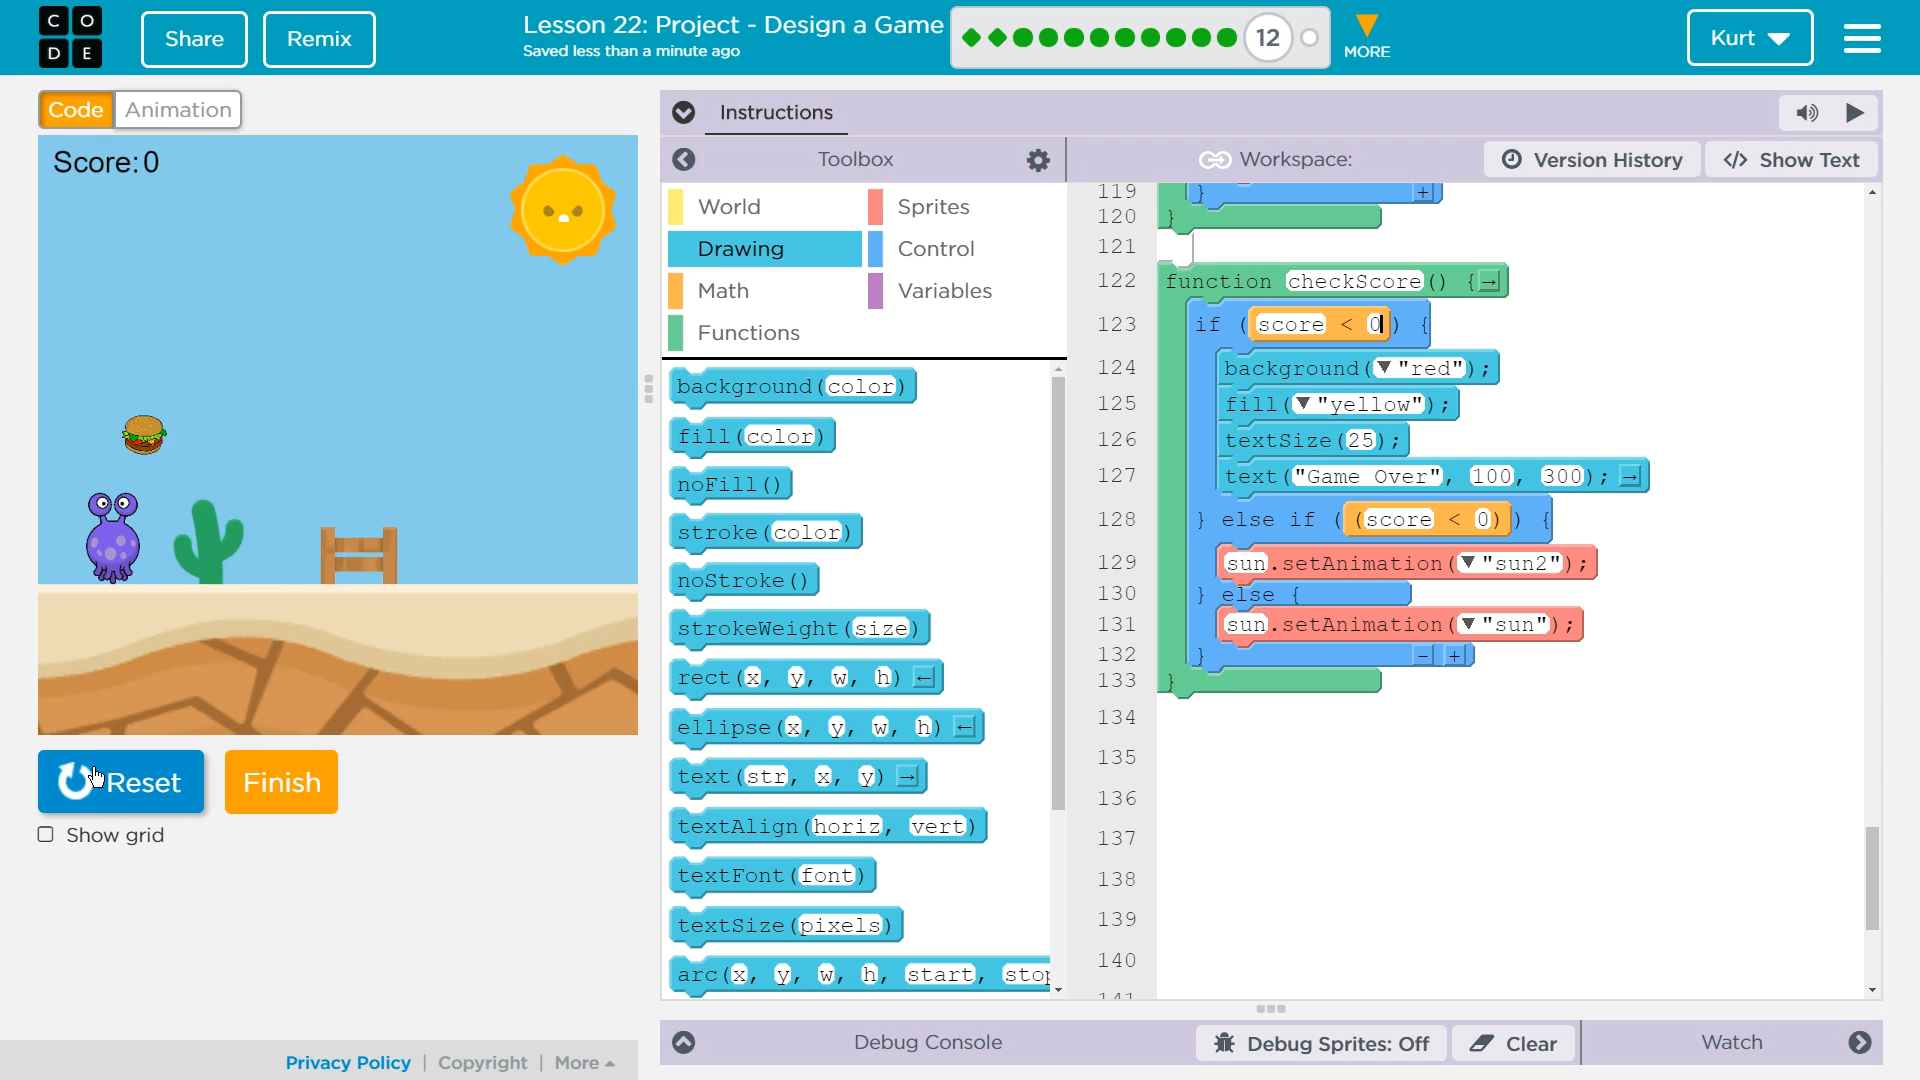 CODE
Share
Remix
Lesson 22: Project - Design a Game
Saved less than a minute ago
12
MORE
Kurt
Code
Animation
Score:0
Reset
Finish
Show grid
Privacy Policy | Copyright | More
Instructions
Toolbox
World
Sprites
Drawing
Control
Math
Variables
Functions
background(color)
fill(color)
noFill()
stroke(color)
noStroke()
strokeWeight(size)
rect(x, y, w, h)
ellipse(x, y, w, h)
text(str, x, y)
textAlign(horiz, vert)
textFont(font)
textSize(pixels)
arc(x, y, w, h, start, stop
Workspace:
Version History
</> Show Text
119 } +
120 }
121
122 function checkScore() {
123 if (score < 0) {
124 background("red");
125 fill("yellow");
126 textSize(25);
127 text("Game Over", 100, 300);
128 } else if ((score < 0)) {
129 sun.setAnimation("sun2");
130 } else {
131 sun.setAnimation("sun");
132 } - +
133 }
134
135
136
137
138
139
140
141
Debug Console
Debug Sprites: Off
Clear
Watch